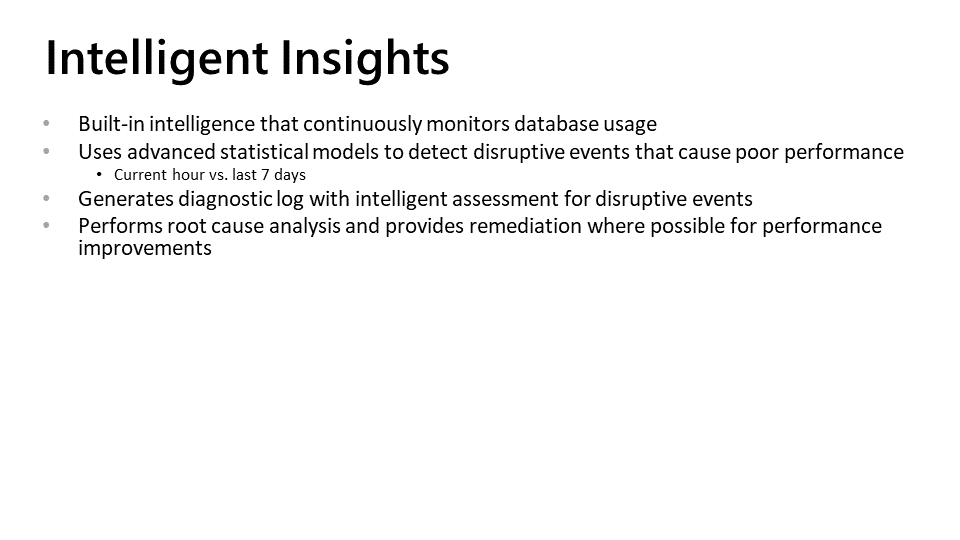 Intelligent Insights
• Built-in intelligence that continuously monitors database usage
• Uses advanced statistical models to detect disruptive events that cause poor performance
• Current hour vs. last 7 days
• Generates diagnostic log with intelligent assessment for disruptive events
• Performs root cause analysis and provides remediation where possible for performance
improvements